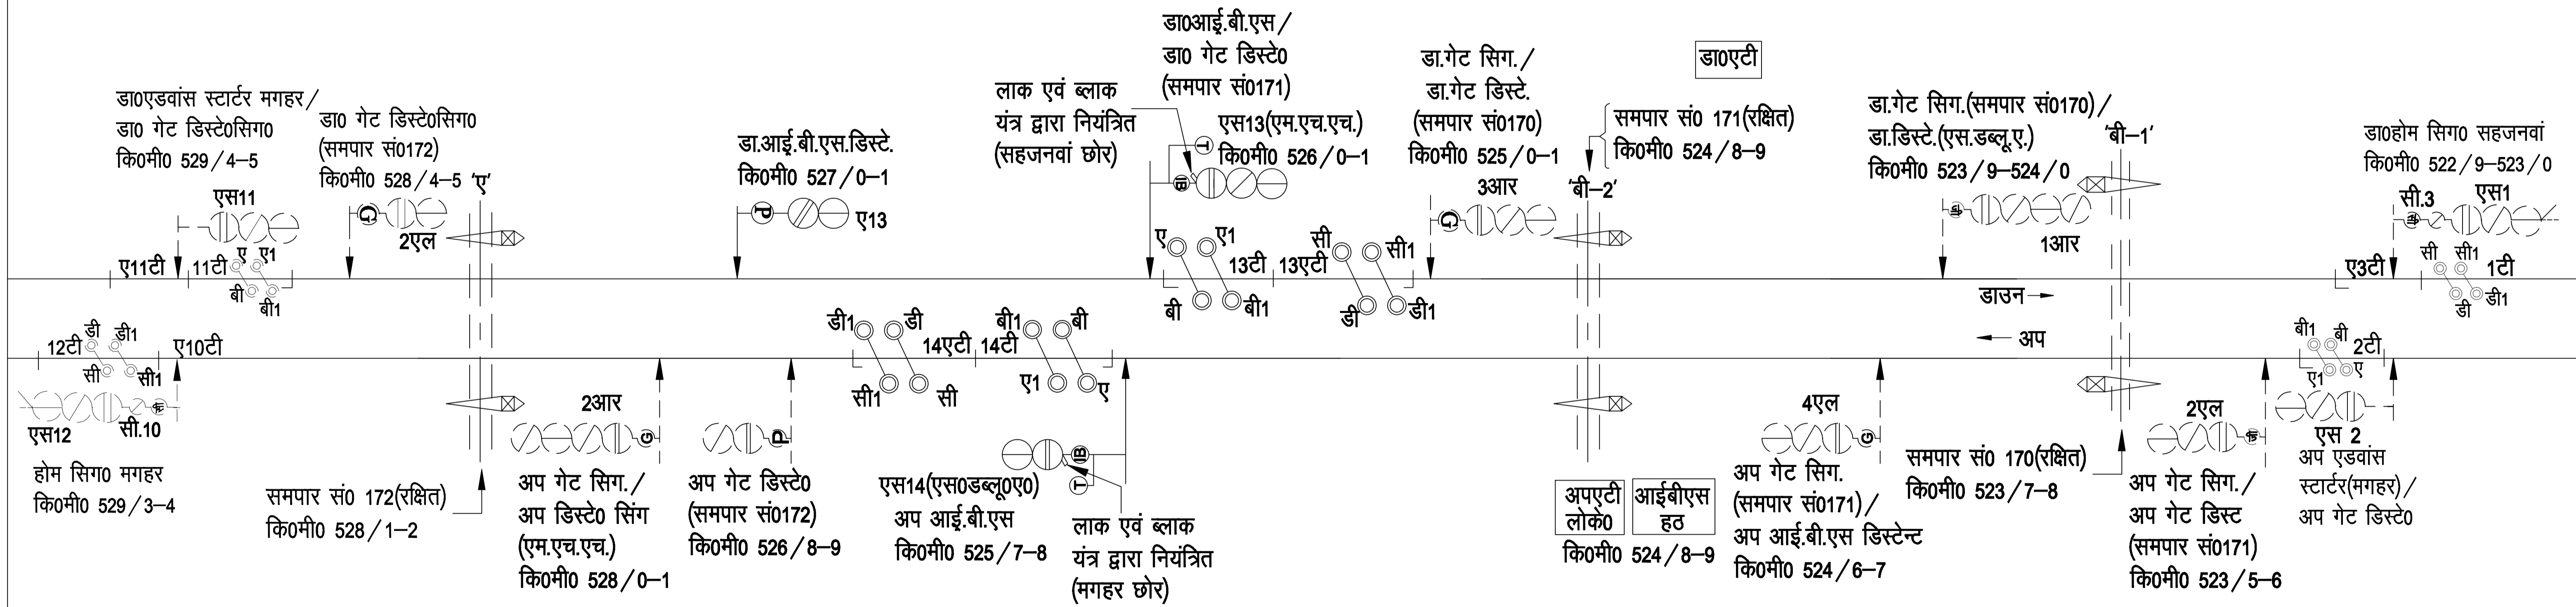 डा0एडवांस स्टार्टर मगहर/
डा0 गेट डिस्टे0सिग0
कि0मी0 529/4–5
डा0 गेट डिस्टे0सिग0
(समपार सं0172)
कि0मी0 528/4–5
'ए'
डा.आई.बी.एस.डिस्टे.
कि0मी0 527/0–1
लाक एवं ब्लाक
यंत्र द्वारा नियंत्रित
(सहजनवां छोर)
डा0आई.बी.एस/
डा0 गेट डिस्टे0
(समपार सं0171)
एस13(एम.एच.एच.)
कि0मी0 526/0–1
डा.गेट सिग./
डा.गेट डिस्टे.
(समपार सं0170)
कि0मी0 525/0–1
डा0एटी
समपार सं0 171(रक्षित)
कि0मी0 524/8–9
डा.गेट सिग.(समपार सं0170)/
डा.डिस्टे.(एस.डब्लू.ए.)
कि0मी0 523/9–524/0
'बी–1'
डा0होम सिग0 सहजनवां
कि0मी0 522/9–523/0
एस11
G
2एल
P
ए13
T
IB
3आर
G
'बी–2'
1आर
सी.3
एस1
ए11टी
11टी
ए
ए1
बी
बी1
ए
ए1
13टी
13एटी
बी
बी1
सी
सी1
डी
डी1
डाउन
ए3टी
सी
सी1
1टी
डी
डी1
अप
12टी
डी
डी1
ए10टी
सी
सी1
डी1
डी
14एटी
14टी
सी1
सी
बी1
बी
ए1
ए
बी1
बी
2टी
ए1
ए
एस12
सी.10
होम सिग0 मगहर
कि0मी0 529/3–4
समपार सं0 172(रक्षित)
कि0मी0 528/1–2
2आर
G
अप गेट सिग./
अप डिस्टे0 सिंग
(एम.एच.एच.)
कि0मी0 528/0–1
P
अप गेट डिस्टे0
(समपार सं0172)
कि0मी0 526/8–9
IB
T
एस14(एस0डब्लू0ए0)
अप आई.बी.एस
कि0मी0 525/7–8
लाक एवं ब्लाक
यंत्र द्वारा नियंत्रित
(मगहर छोर)
अपएटी
लोके0
आईबीएस
हठ
कि0मी0 524/8–9
4एल
G
अप गेट सिग.
(समपार सं0171)/
अप आई.बी.एस डिस्टेन्ट
कि0मी0 524/6–7
समपार सं0 170(रक्षित)
कि0मी0 523/7–8
2एल
अप गेट सिग./
अप गेट डिस्ट
(समपार सं0171)
कि0मी0 523/5–6
एस 2
अप एडवांस
स्टार्टर(मगहर)/
अप गेट डिस्टे0